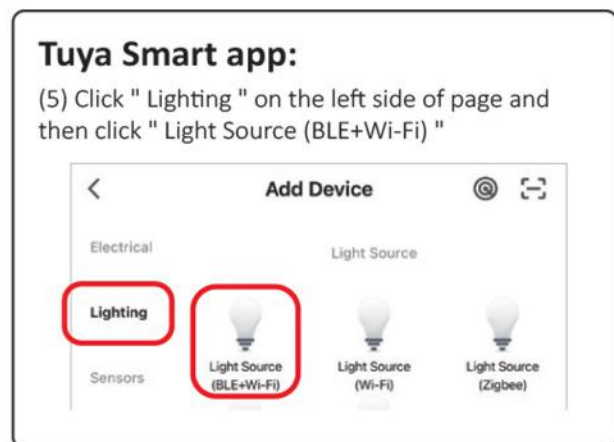 Tuya Smart app:
(5) Click " Lighting " on the left side of page and
then click " Light Source (BLE+Wi-Fi) "
Add Device
Electrical
Light Source
Lighting
Light Source
(BLE+Wi-Fi)
Light Source
(Wi-Fi)
Light Source
(Zigbee)
Sensors